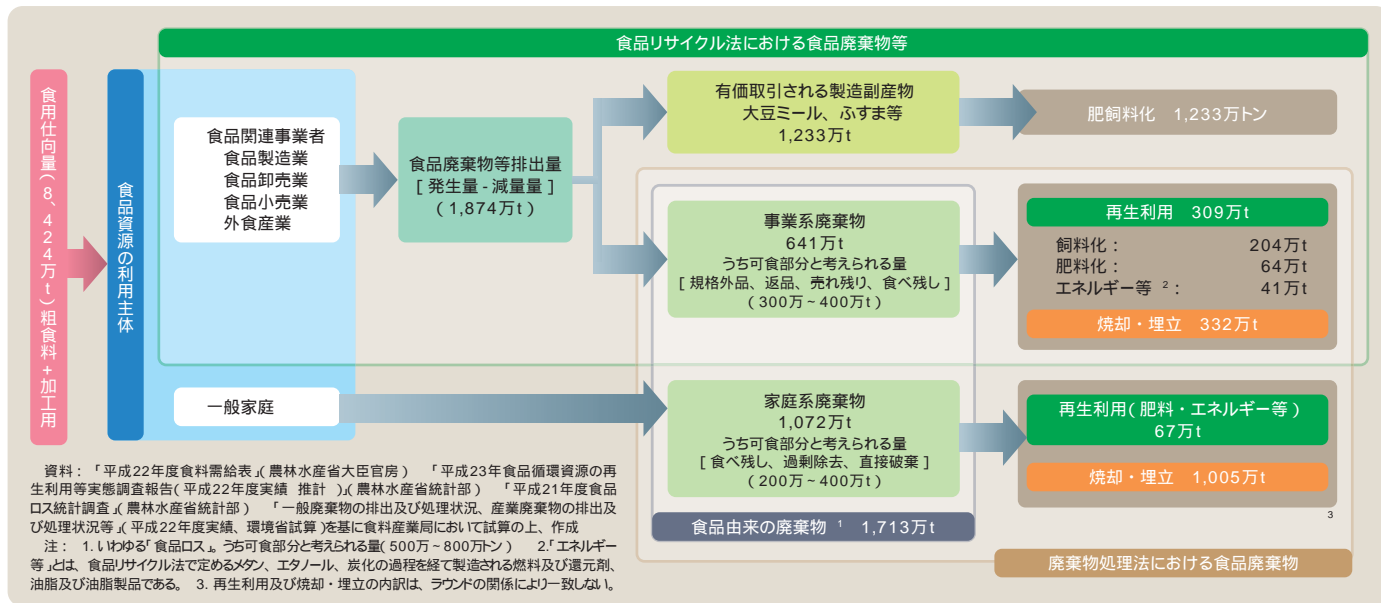 食品リサイクル法における食品廃棄物等
食用仕向量(8、424万t)粗食料+加工用
食品資源の利用主体
食品関連事業者
食品製造業
食品卸売業
食品小売業
外食産業
食品廃棄物等排出量
[ 発生量 - 減量量 ]
( 1,874万t )
有価取引される製造副産物
大豆ミール、ふすま等
1,233万t
肥飼料化 1,233万トン
事業系廃棄物
641万t
うち可食部分と考えられる量
[ 規格外品、返品、売れ残り、食べ残し ]
( 300万~400万t )
再生利用 309万t
飼料化: 204万t
肥料化: 64万t
エネルギー等 2: 41万t
焼却・埋立 332万t
一般家庭
家庭系廃棄物
1,072万t
うち可食部分と考えられる量
[ 食べ残し、過剰除去、直接破棄 ]
( 200万~400万t )
再生利用(肥料・エネルギー等)
67万t
焼却・埋立 1,005万t
3
食品由来の廃棄物 1 1,713万t
廃棄物処理法における食品廃棄物
資料:「平成22年度食料需給表」(農林水産省大臣官房) 「平成23年食品循環資源の再
生利用等実態調査報告(平成22年度実績 推計 )」(農林水産省統計部) 「平成21年度食品
ロス統計調査」(農林水産省統計部) 「一般廃棄物の排出及び処理状況、産業廃棄物の排出及
び処理状況等」(平成22年度実績、環境省試算)を基に食料産業局において試算の上、作成
注: 1. いわゆる「食品ロス」。うち可食部分と考えられる量(500万~800万トン) 2.「エネルギー
等」とは、食品リサイクル法で定めるメタン、エタノール、炭化の過程を経て製造される燃料及び還元剤、
油脂及び油脂製品である。 3. 再生利用及び焼却・埋立の内訳は、ラウンドの関係により一致しない。